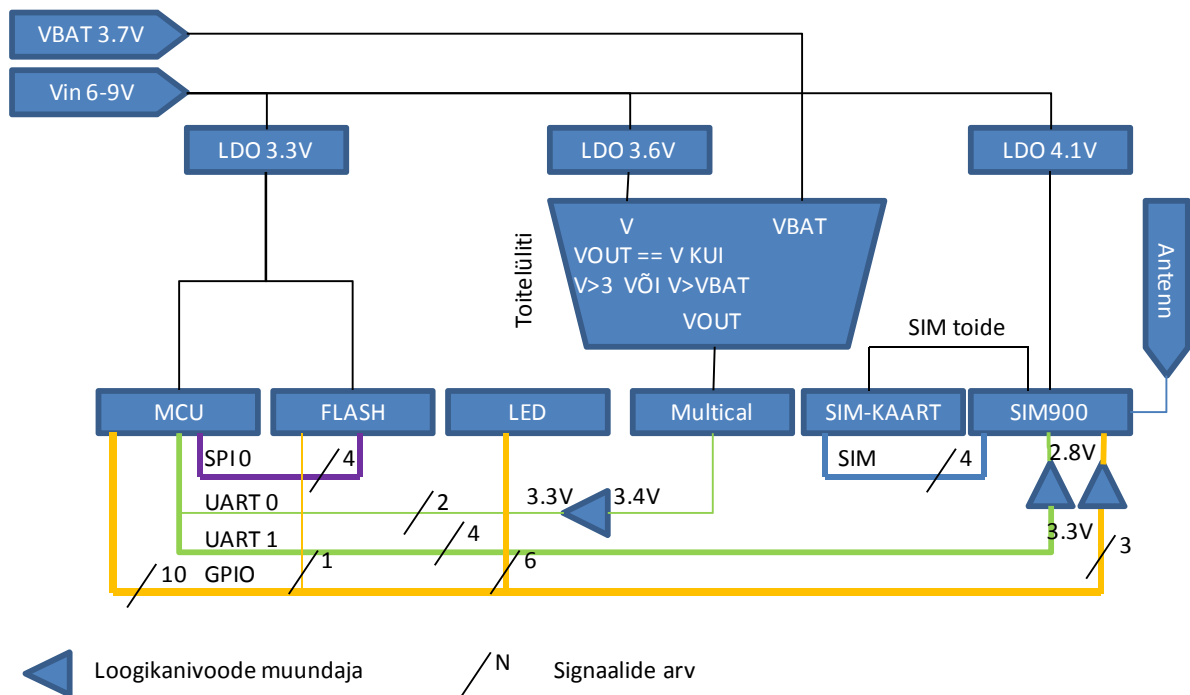 VBAT 3.7V
Vin 6-9V
LDO 3.3V
LDO 3.6V
LDO 4.1V
Toitelüliti
V
VBAT
VOUT == V KUI
V>3 VÕI V>VBAT
VOUT
Antenn
SIM toide
MCU
FLASH
LED
Multical
SIM-KAART
SIM900
SPI 0
4
SIM
4
2.8V
UART 0
2
3.3V
3.4V
UART 1
4
3.3V
3
10
GPIO
1
6
Loogikanivoode muundaja
N
Signaalide arv